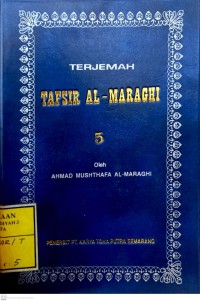 TERJEMAH
TAFSIR AL-MARAGHI
5
Oleh
AHMAD MUSHTHAFA AL-MARAGHI
PENERBIT PT. KARYA TOHA PUTRA SEMARANG